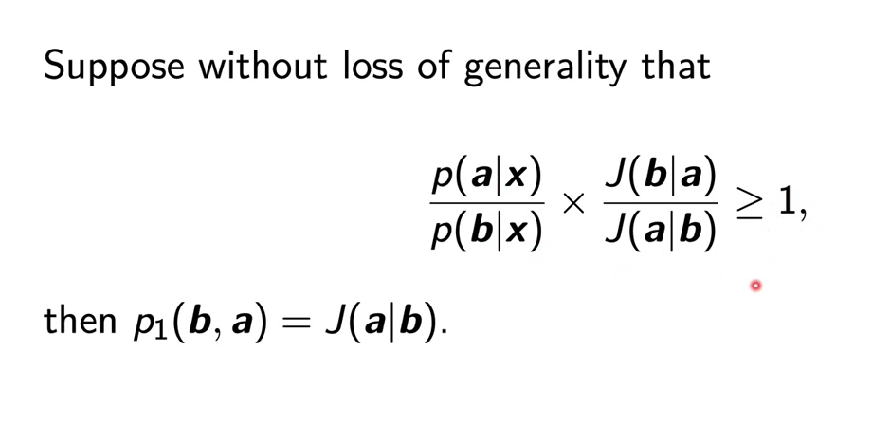 Suppose without loss of generality that
p(a|x)/p(b|x) × J(b|a)/J(a|b) ≥ 1,
then p₁(b, a) = J(a|b).